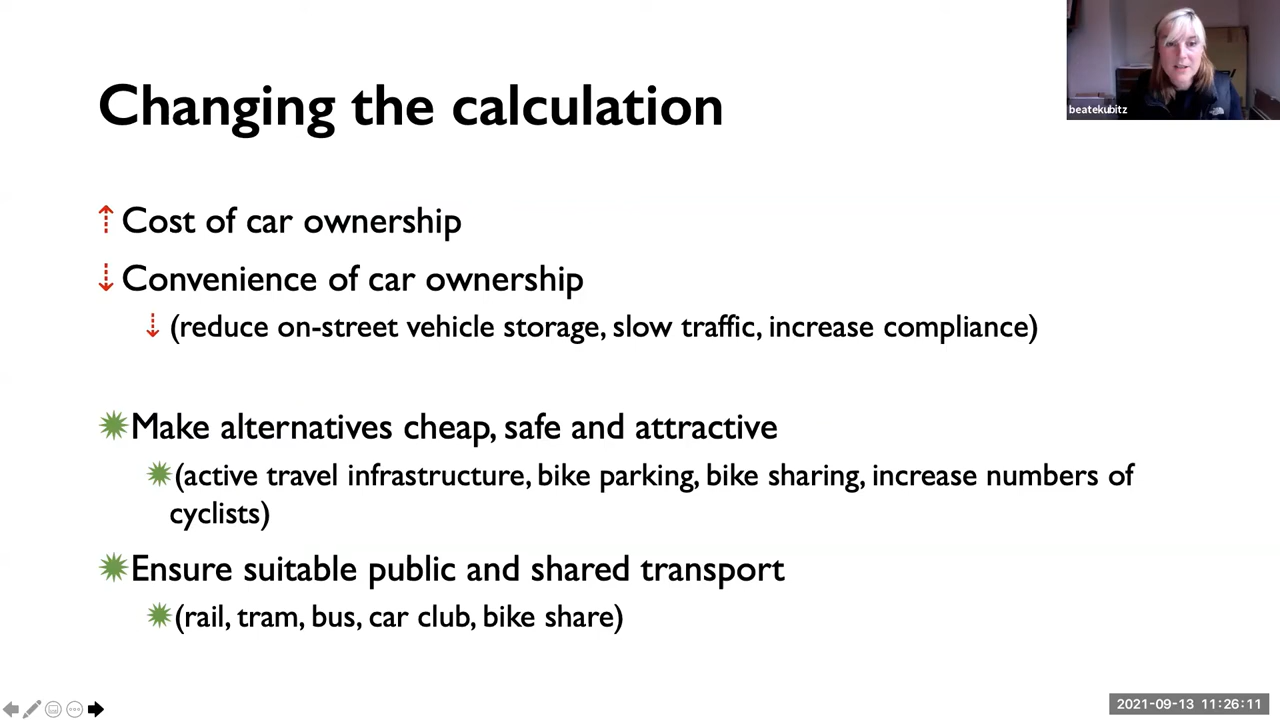 Changing the calculation
beatekubitz
⇡ Cost of car ownership
⇣ Convenience of car ownership
⇣ (reduce on-street vehicle storage, slow traffic, increase compliance)
✹Make alternatives cheap, safe and attractive
✹(active travel infrastructure, bike parking, bike sharing, increase numbers of
cyclists)
✹Ensure suitable public and shared transport
✹(rail, tram, bus, car club, bike share)
2021-09-13 11:26:11